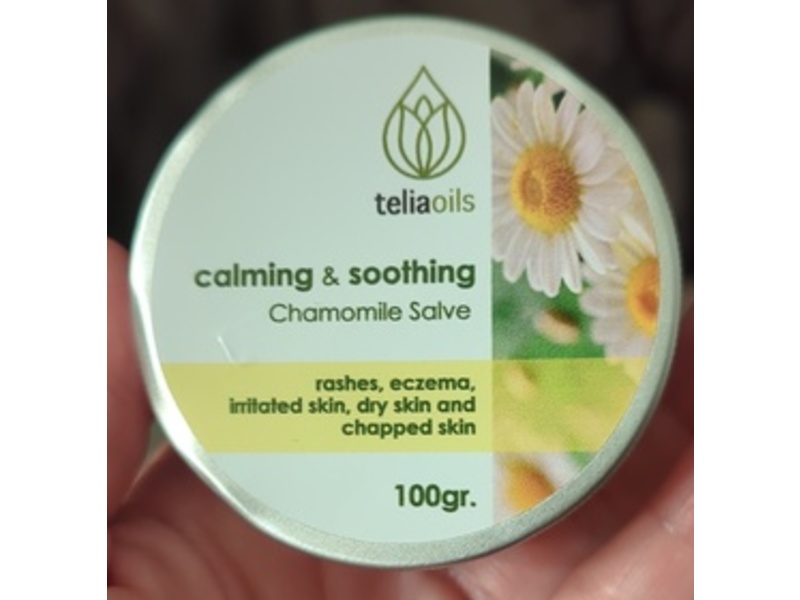 teliaoils
calming & soothing
Chamomile Salve
rashes, eczema,
irritated skin, dry skin and
chapped skin
100gr.